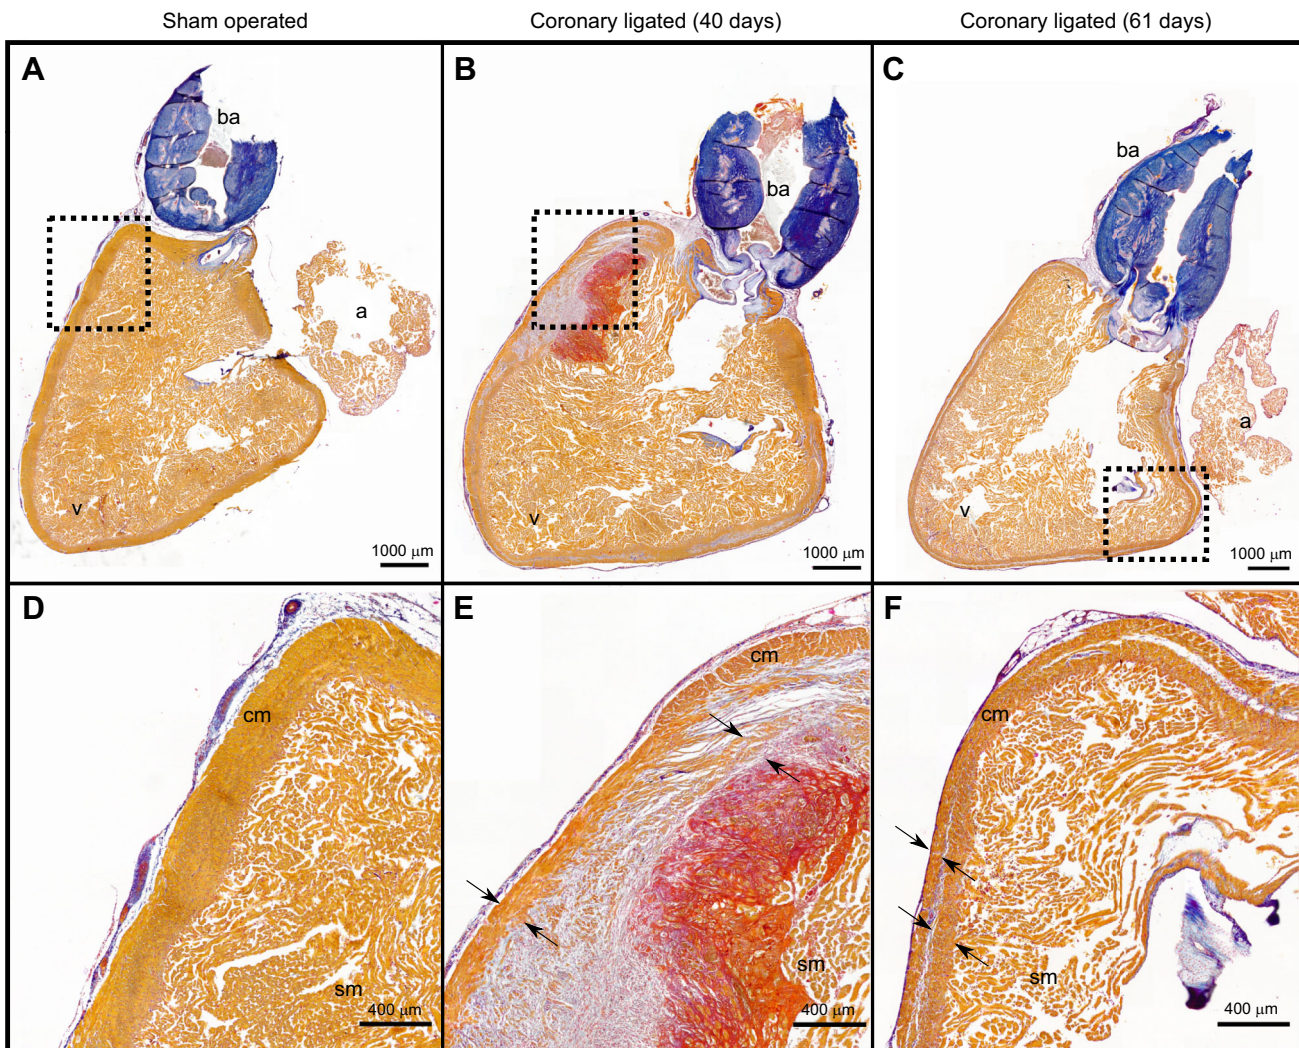 Sham operated
Coronary ligated (40 days)
Coronary ligated (61 days)
A
ba
a
v
1000 μm
B
ba
v
1000 μm
C
ba
a
v
1000 μm
D
cm
sm
400 μm
E
cm
sm
400 μm
F
cm
sm
400 μm